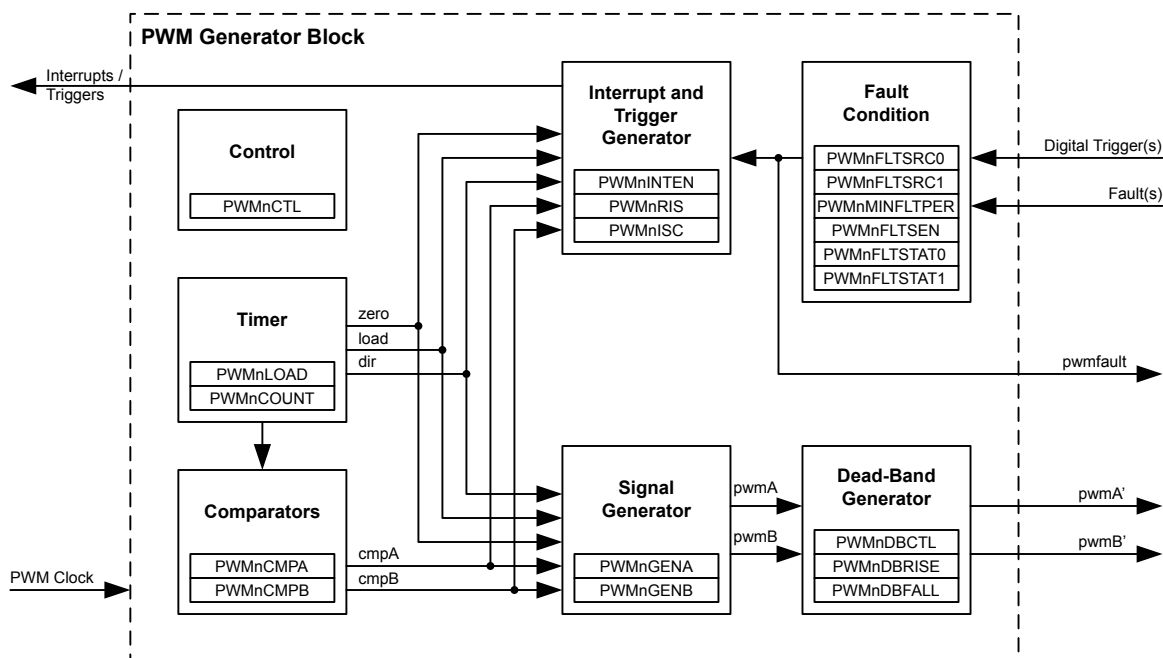 PWM Generator Block
Interrupts /
Triggers
Control
PWMnCTL
Interrupt and
Trigger
Generator
PWMnINTEN
PWMnRIS
PWMnISC
Fault
Condition
PWMnFLTSRC0
PWMnFLTSRC1
PWMnMINFLTPER
PWMnFLTSEN
PWMnFLTSTAT0
PWMnFLTSTAT1
Digital Trigger(s)
Fault(s)
Timer
PWMnLOAD
PWMnCOUNT
zero
load
dir
pwmfault
Comparators
PWMnCMPA
PWMnCMPB
cmpA
cmpB
PWM Clock
Signal
Generator
PWMnGENA
PWMnGENB
pwmA
pwmB
Dead-Band
Generator
PWMnDBCTL
PWMnDBRISE
PWMnDBFALL
pwmA’
pwmB’